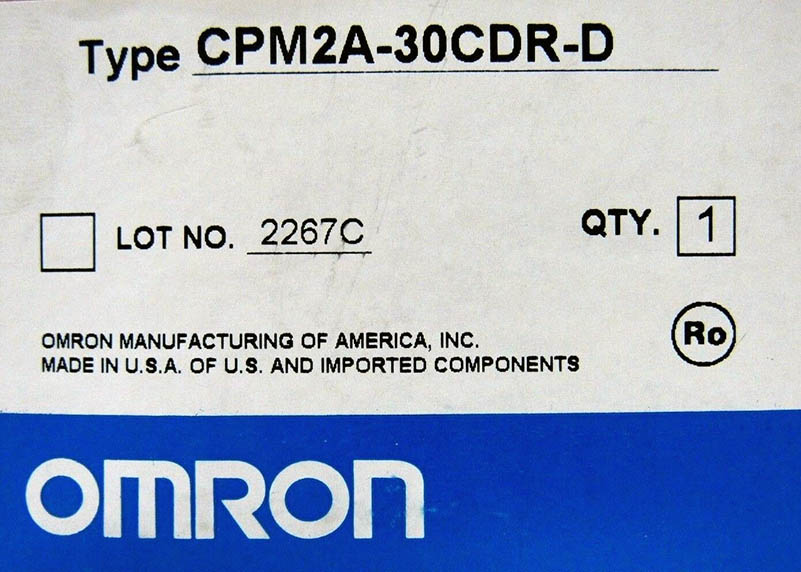 Type CPM2A-30CDR-D
LOT NO. 2267C
QTY. 1
OMRON MANUFACTURING OF AMERICA, INC.
MADE IN U.S.A. OF U.S. AND IMPORTED COMPONENTS
Ro
OMRON